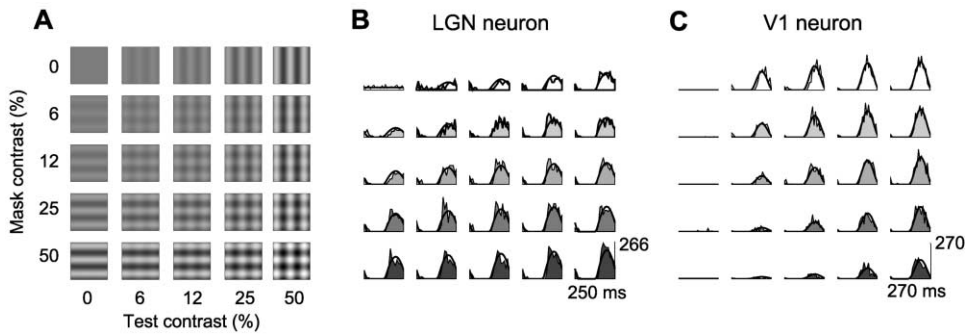 A
B
LGN neuron
C
V1 neuron
Mask contrast (%)
0
6
12
25
50
0
6
12
25
50
Test contrast (%)
266
250 ms
270
270 ms